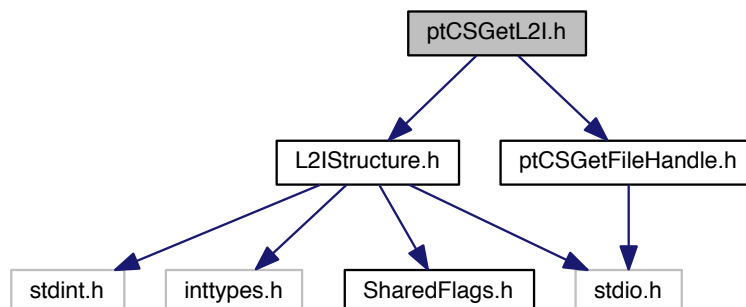 ptCSGetL2I.h
L2IStructure.h
ptCSGetFileHandle.h
stdint.h
inttypes.h
SharedFlags.h
stdio.h